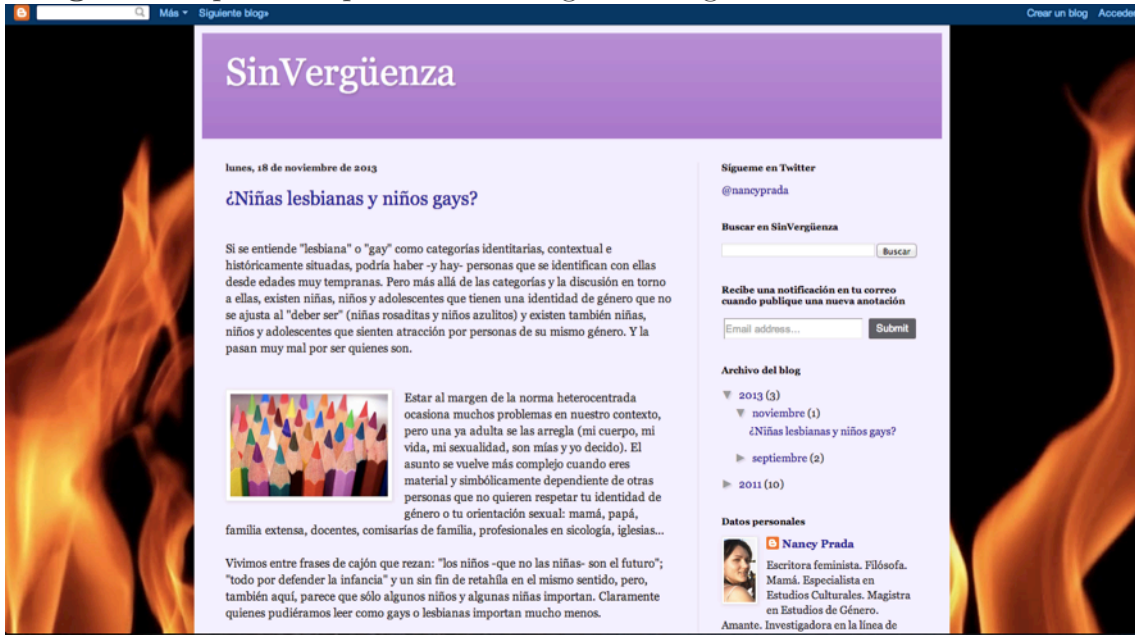 Más Siguiente blog» Crear un blog Acceder
SinVergüenza
lunes, 18 de noviembre de 2013
¿Niñas lesbianas y niños gays?
Si se entiende "lesbiana" o "gay" como categorías identitarias, contextual e
históricamente situadas, podría haber -y hay- personas que se identifican con ellas
desde edades muy tempranas. Pero más allá de las categorías y la discusión en torno
a ellas, existen niñas, niños y adolescentes que tienen una identidad de género que no
se ajusta al "deber ser" (niñas rosaditas y niños azulitos) y existen también niñas,
niños y adolescentes que sienten atracción por personas de su mismo género. Y la
pasan muy mal por ser quienes son.
Estar al margen de la norma heterocentrada
ocasiona muchos problemas en nuestro contexto,
pero una ya adulta se las arregla (mi cuerpo, mi
vida, mi sexualidad, son mías y yo decido). El
asunto se vuelve más complejo cuando eres
material y simbólicamente dependiente de otras
personas que no quieren respetar tu identidad de
género o tu orientación sexual: mamá, papá,
familia extensa, docentes, comisarías de familia, profesionales en sicología, iglesias...
Vivimos entre frases de cajón que rezan: "los niños -que no las niñas- son el futuro";
"todo por defender la infancia" y un sin fin de retahíla en el mismo sentido, pero,
también aquí, parece que sólo algunos niños y algunas niñas importan. Claramente
quienes pudiéramos leer como gays o lesbianas importan mucho menos.
Sígueme en Twitter
@nancyprada
Buscar en SinVergüenza
Buscar
Recibe una notificación en tu correo
cuando publique una nueva anotación
Email address... Submit
Archivo del blog
▼ 2013 (3)
▼ noviembre (1)
¿Niñas lesbianas y niños gays?
► septiembre (2)
► 2011 (10)
Datos personales
Nancy Prada
Escritora feminista. Filósofa.
Mamá. Especialista en
Estudios Culturales. Magistra
en Estudios de Género.
Amante. Investigadora en la línea de